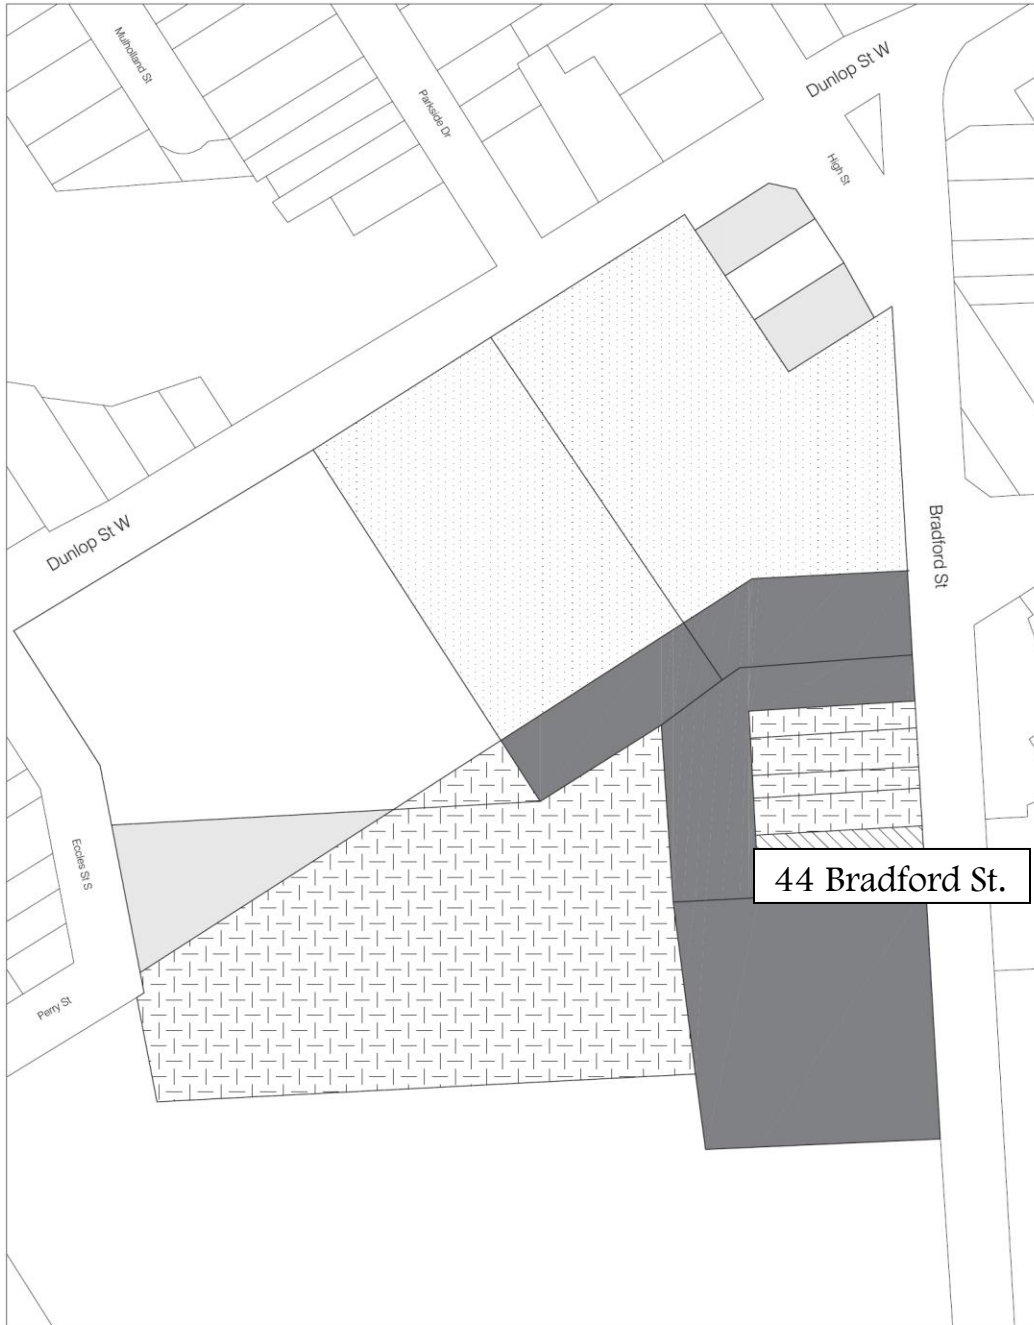 Mulholland St
Parkside Dr
Dunlop St W
High St
Dunlop St W
Bradford St
Eccles St S
44 Bradford St.
Perry St